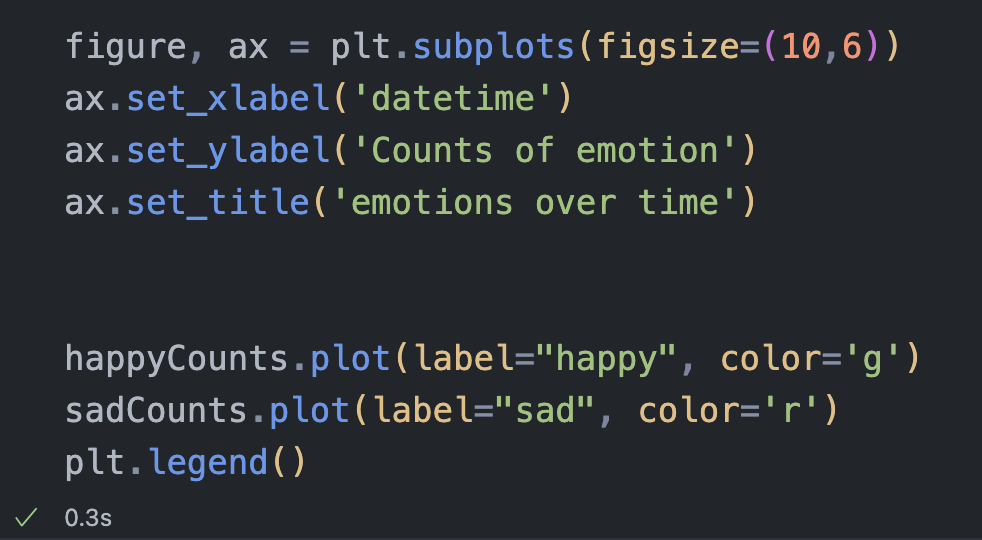 figure, ax = plt.subplots(figsize=(10,6))
ax.set_xlabel('datetime')
ax.set_ylabel('Counts of emotion')
ax.set_title('emotions over time')
happyCounts.plot(label="happy", color='g')
sadCounts.plot(label="sad", color='r')
plt.legend()
0.3s